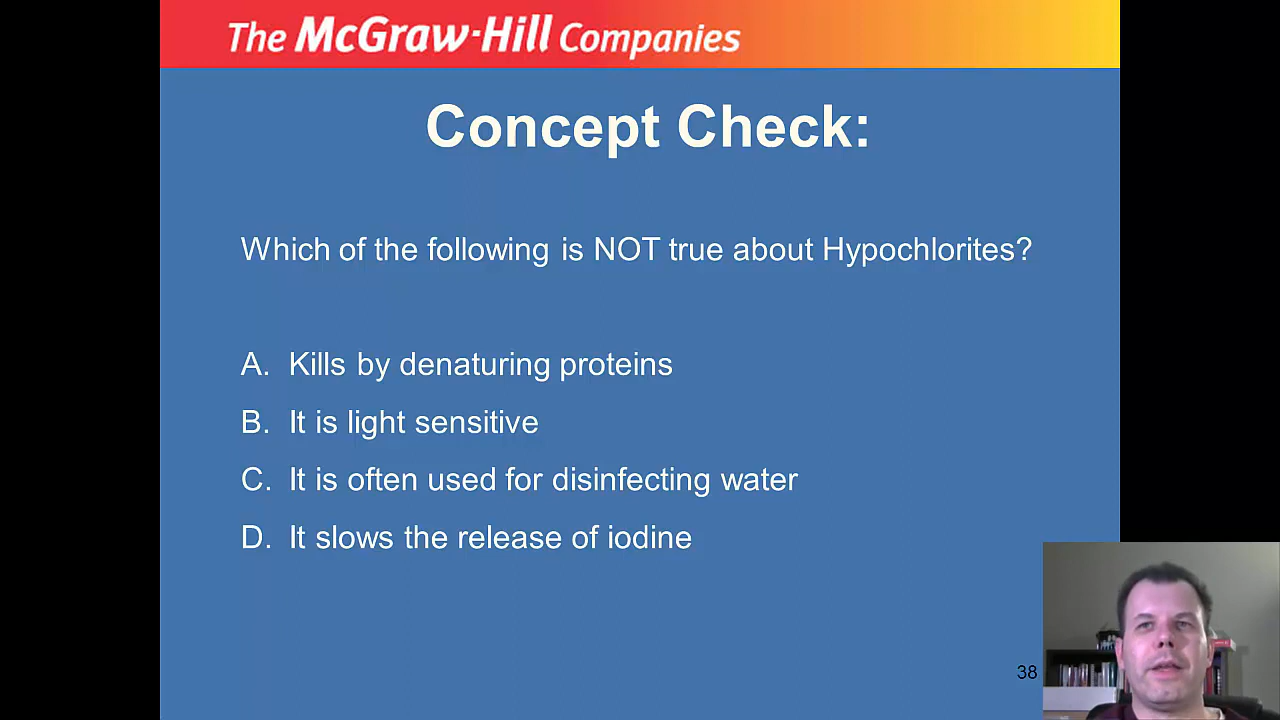 The McGraw-Hill Companies
Concept Check:
Which of the following is NOT true about Hypochlorites?
A. Kills by denaturing proteins
B. It is light sensitive
C. It is often used for disinfecting water
D. It slows the release of iodine
38